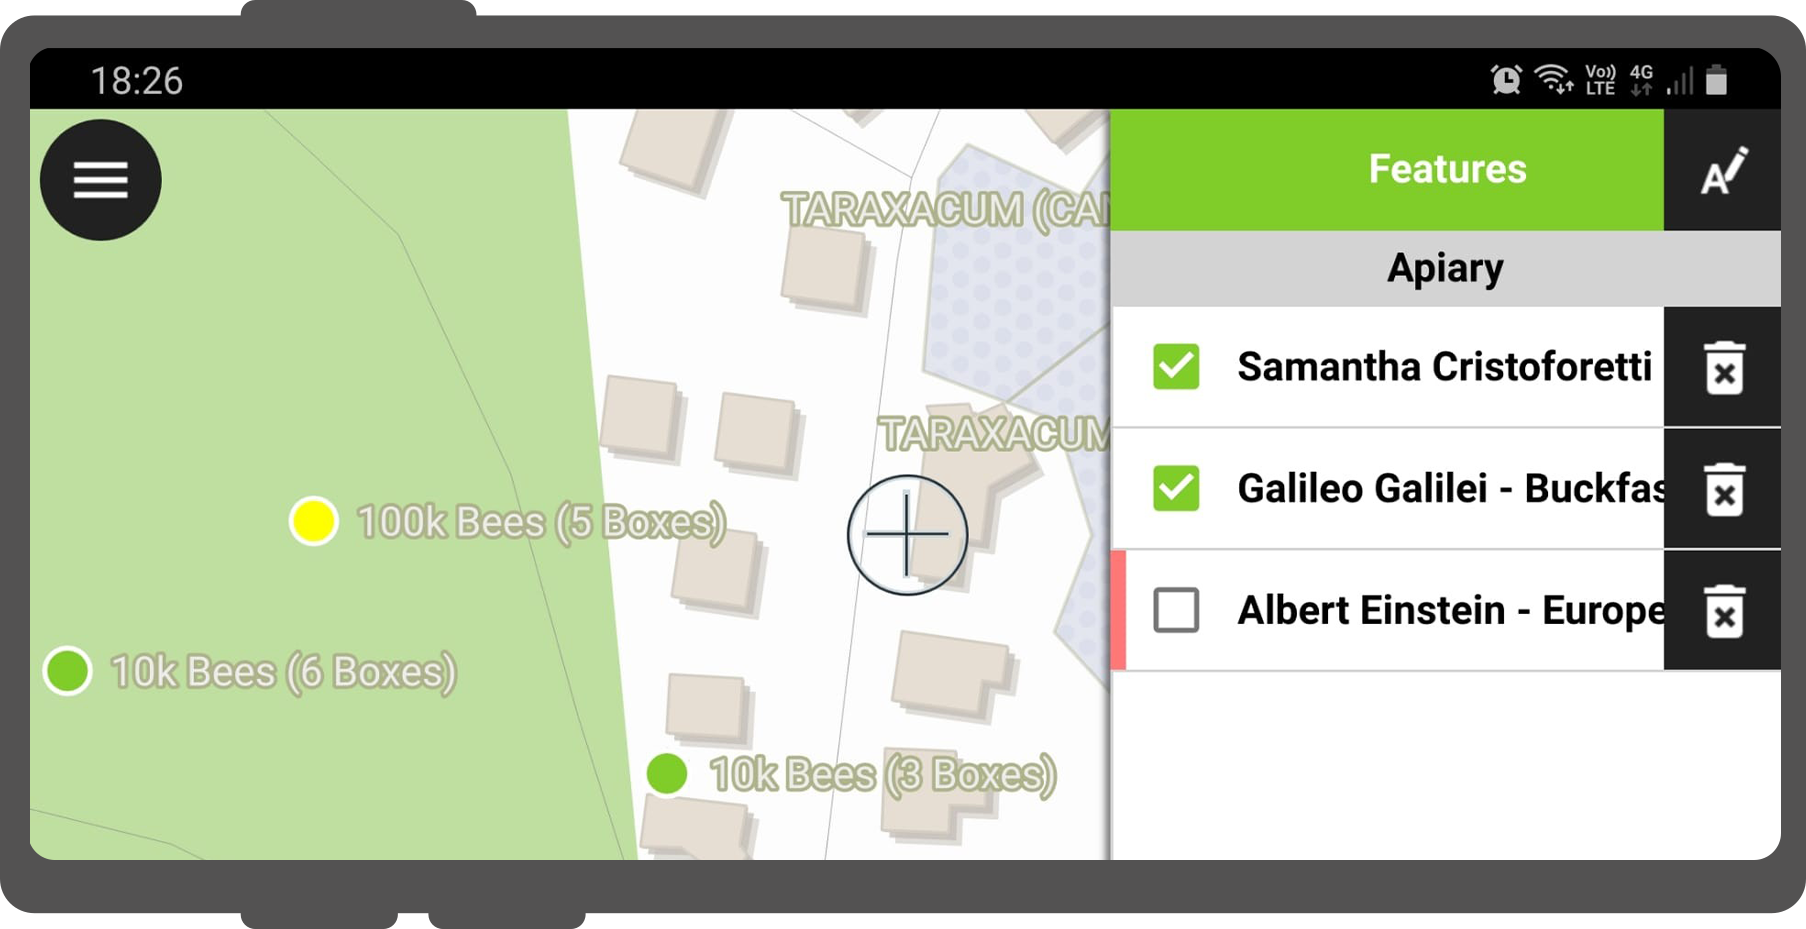 18:26
Vo)) LTE
4G
TARAXACUM (CAN
TARAXACUM
100k Bees (5 Boxes)
10k Bees (6 Boxes)
10k Bees (3 Boxes)
Features
A
Apiary
Samantha Cristoforetti
Galileo Galilei - Buckfas
Albert Einstein - Europe